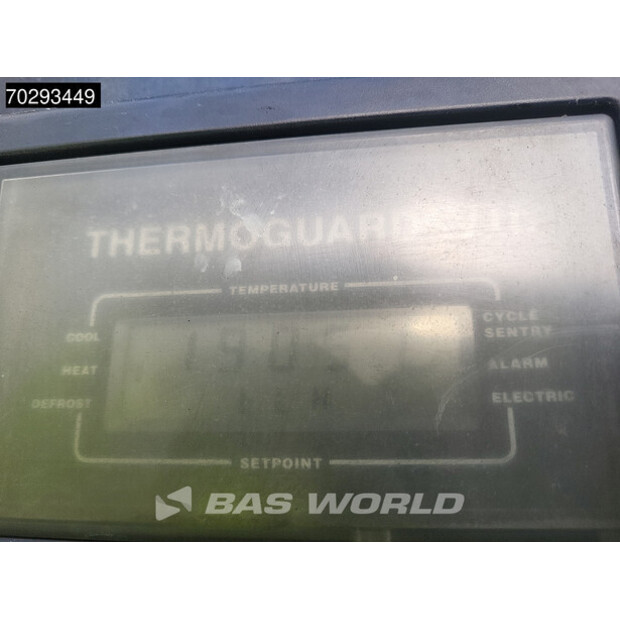 70293449
THERMOGUARD
TEMPERATURE
COOL
CYCLE
SENTRY
HEAT
ALARM
DEFROST
ELECTRIC
SETPOINT
BAS WORLD